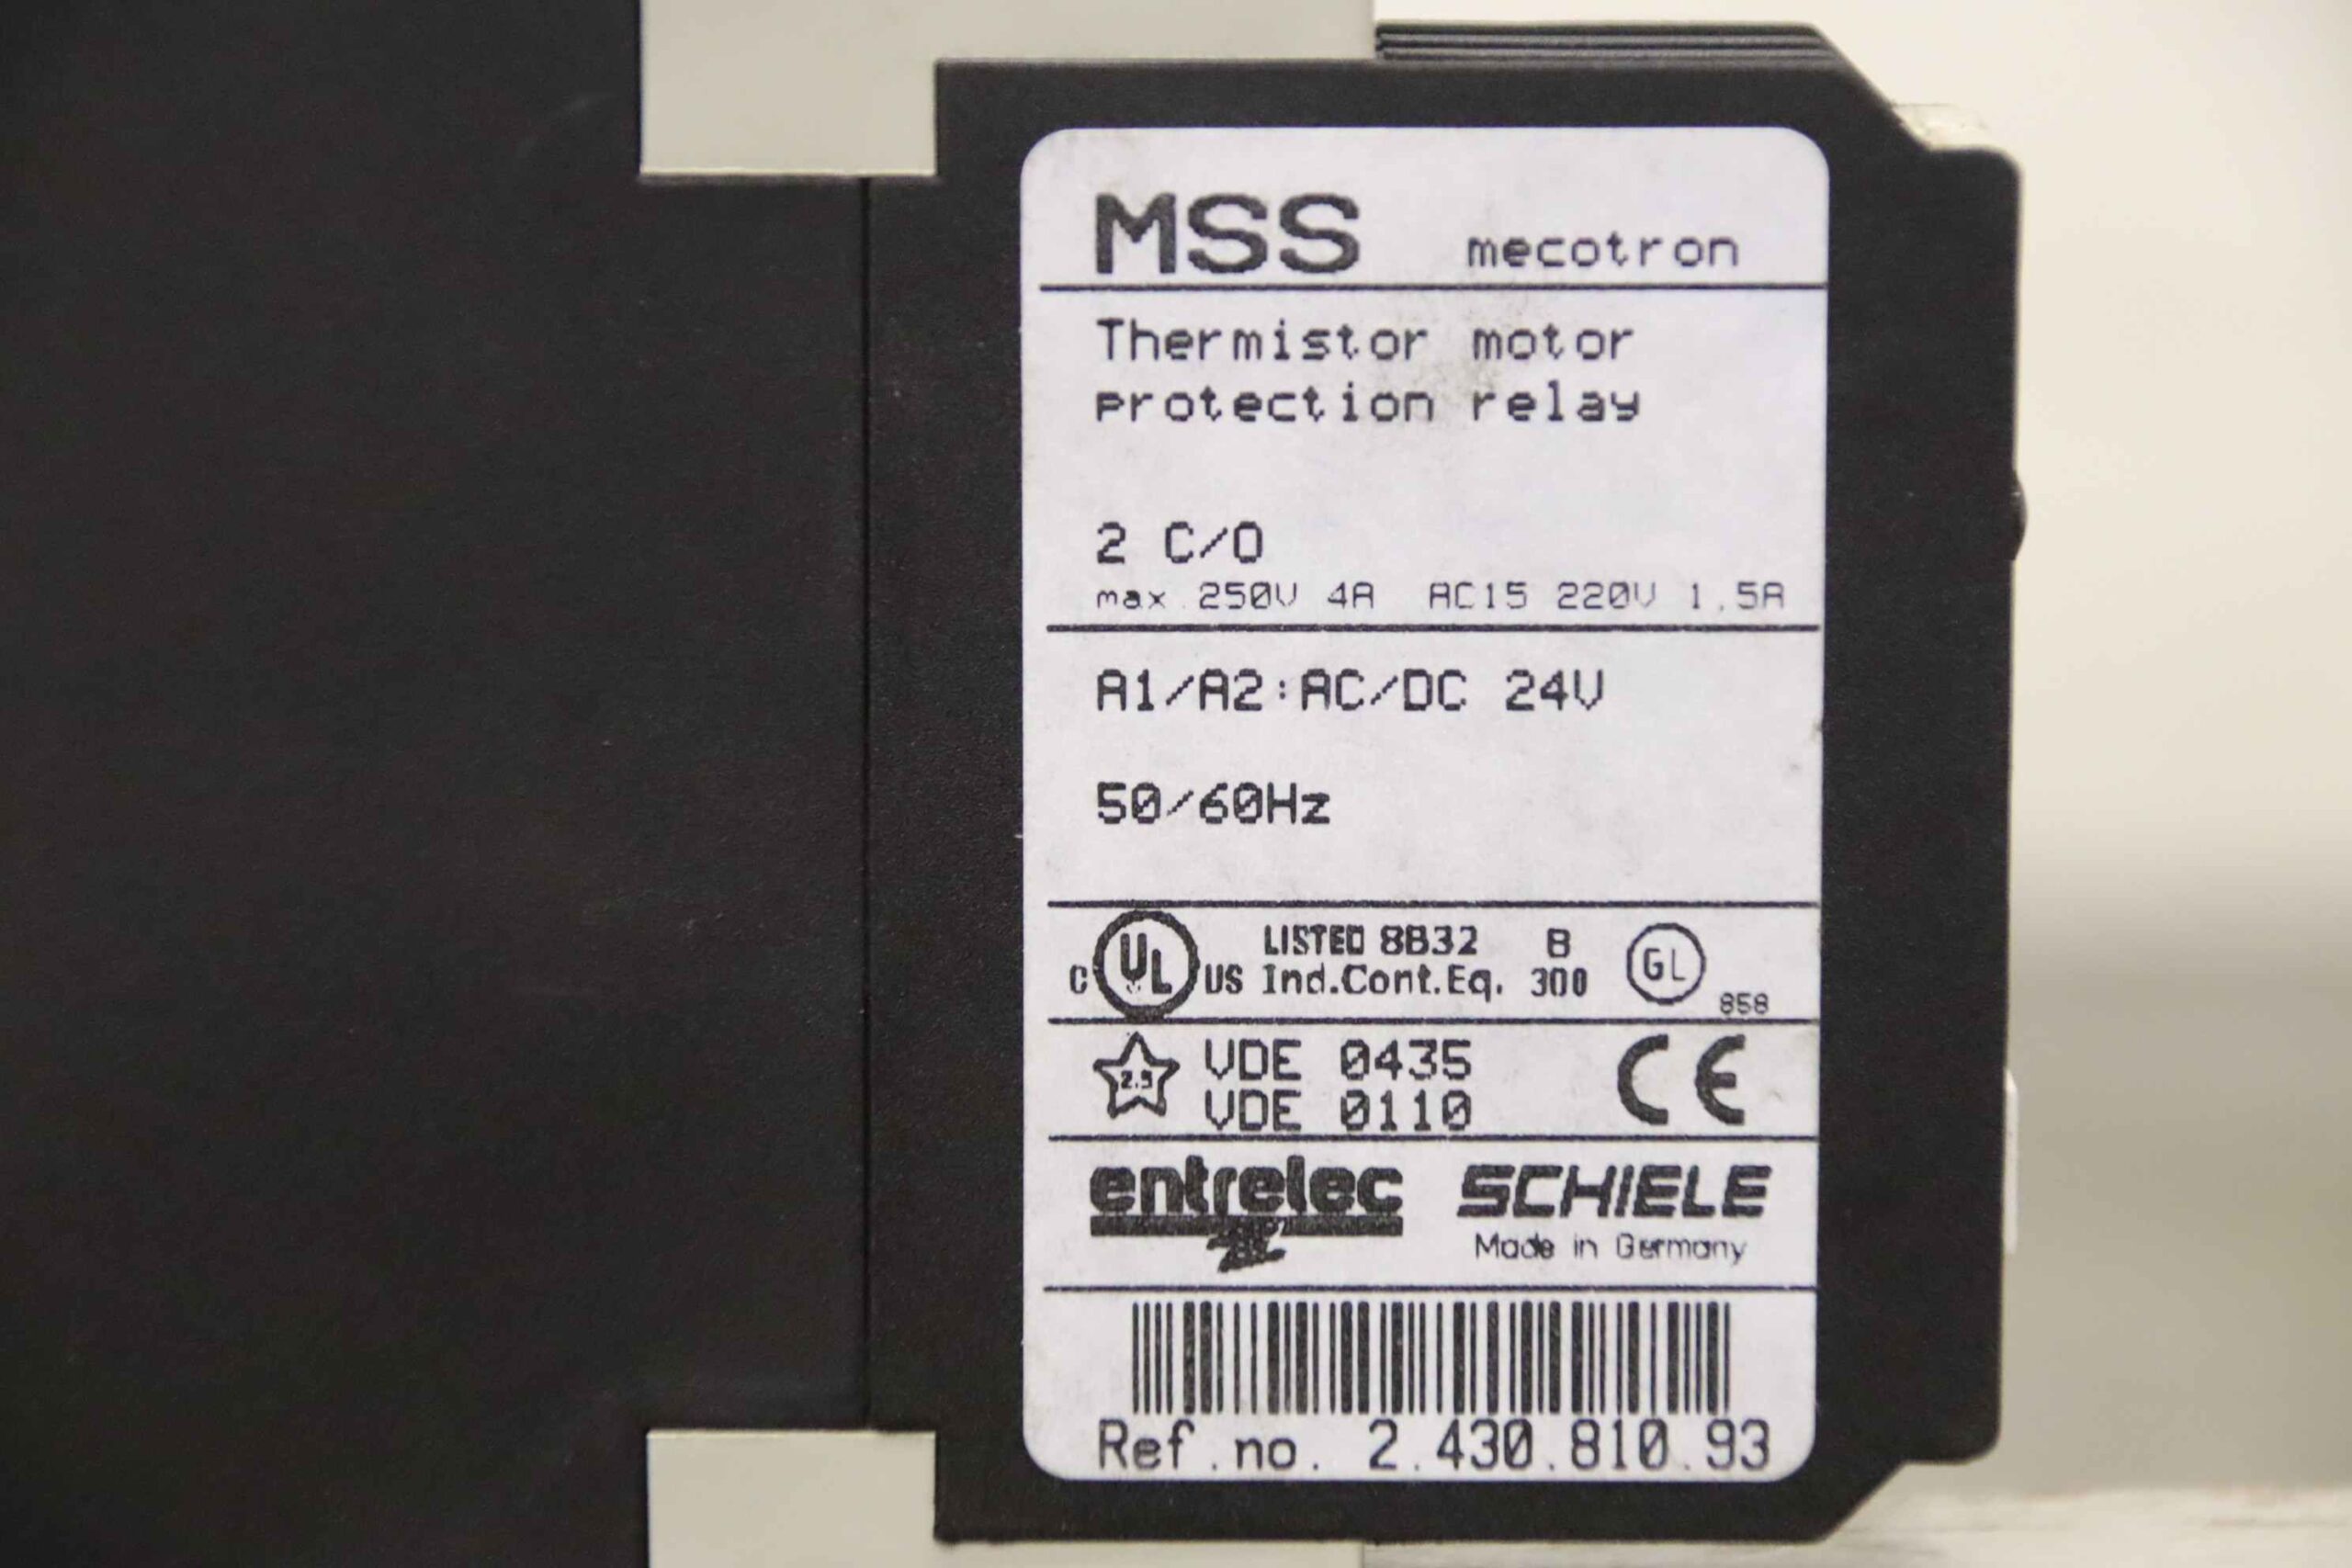 MSS mecotron
Thermistor motor
protection relay
2 C/O
max. 250V 4A AC15 220V 1,5A
A1/A2:AC/DC 24V
50/60Hz
C UL US LISTED 8B32 B
Ind.Cont.Eq. 300 GL
858
2.9 VDE 0435 CE
VDE 0110
entrelec SCHIELE
Made in Germany
Ref.no. 2.430.810.93